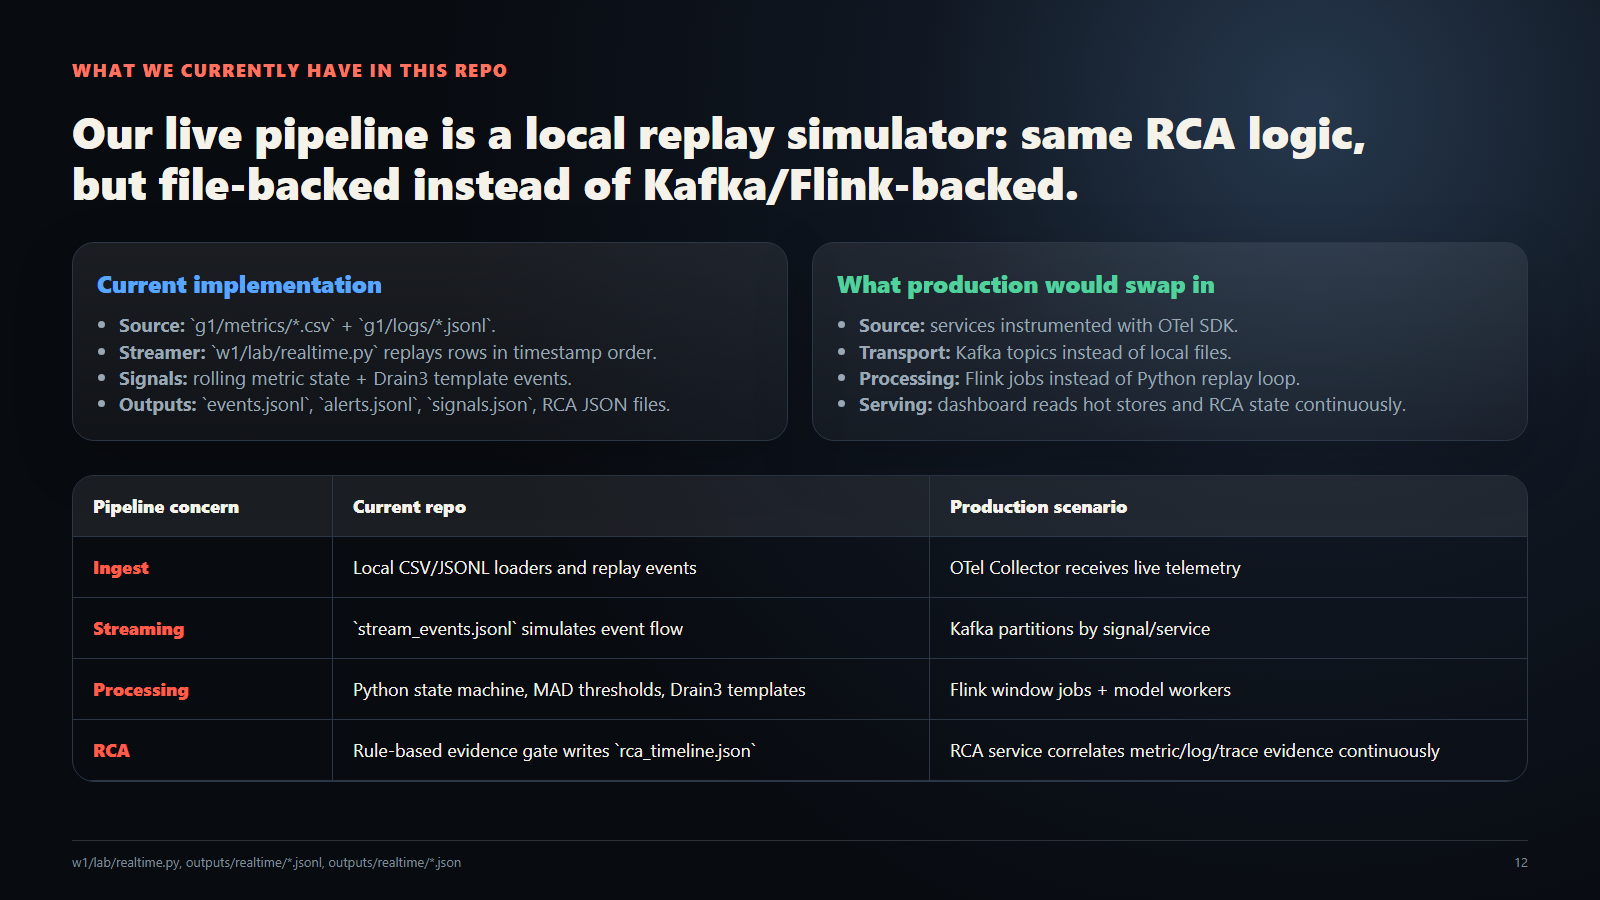 WHAT WE CURRENTLY HAVE IN THIS REPO
Our live pipeline is a local replay simulator: same RCA logic,
but file-backed instead of Kafka/Flink-backed.
Current implementation
• Source: `g1/metrics/*.csv` + `g1/logs/*.jsonl`.
• Streamer: `w1/lab/realtime.py` replays rows in timestamp order.
• Signals: rolling metric state + Drain3 template events.
• Outputs: `events.jsonl`, `alerts.jsonl`, `signals.json`, RCA JSON files.
What production would swap in
• Source: services instrumented with OTel SDK.
• Transport: Kafka topics instead of local files.
• Processing: Flink jobs instead of Python replay loop.
• Serving: dashboard reads hot stores and RCA state continuously.
Pipeline concern Current repo Production scenario
Ingest Local CSV/JSONL loaders and replay events OTel Collector receives live telemetry
Streaming `stream_events.jsonl` simulates event flow Kafka partitions by signal/service
Processing Python state machine, MAD thresholds, Drain3 templates Flink window jobs + model workers
RCA Rule-based evidence gate writes `rca_timeline.json` RCA service correlates metric/log/trace evidence continuously
w1/lab/realtime.py, outputs/realtime/*.jsonl, outputs/realtime/*.json 12